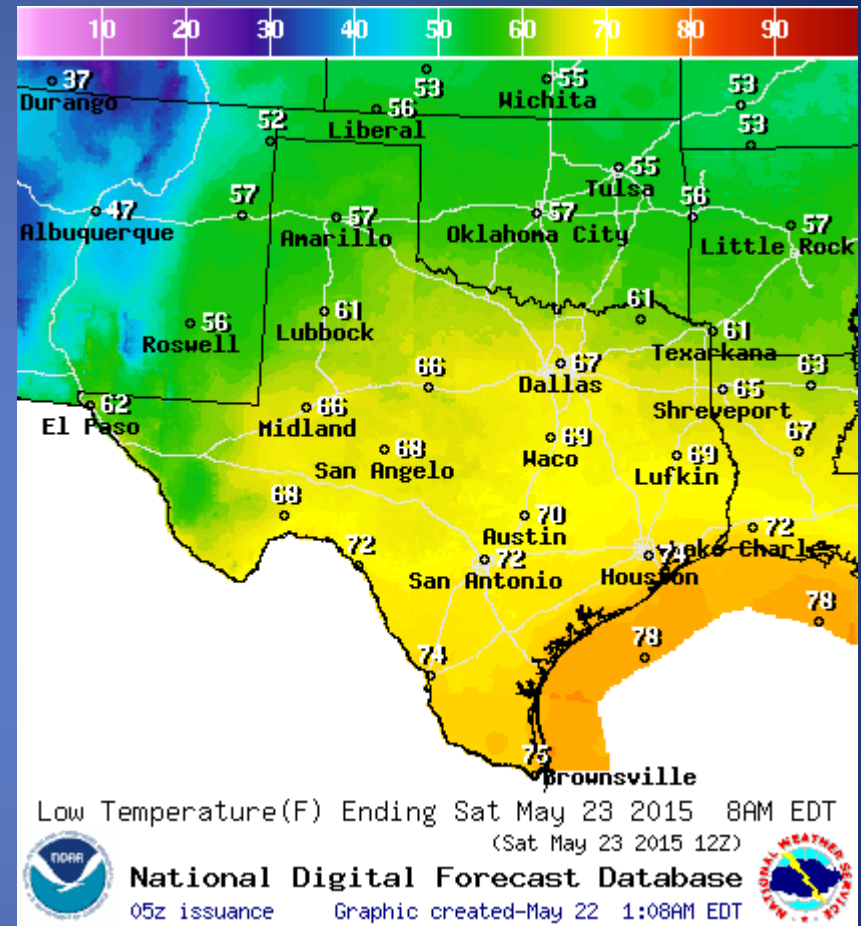 10 20 30 40 50 60 70 80 90
37
Durango
53
55
Wichita
53
56
Liberal
52
53
55
Tulsa
47
Albuquerque
57
57
Amarillo
57
Oklahoma City
56
57
Little Rock
56
Roswell
61
Lubbock
61
61
Texarkana
66
67
Dallas
65
Shreveport
63
62
El Paso
66
Midland
68
San Angelo
69
Waco
69
Lufkin
67
68
70
Austin
72
72
72
San Antonio
74
Houston
Lake Charles
74
78
78
75
Brownsville
Low Temperature(F) Ending Sat May 23 2015 8AM EDT
(Sat May 23 2015 12Z)
NOAA
National Digital Forecast Database
05z issuance Graphic created-May 22 1:08AM EDT
NATIONAL WEATHER SERVICE